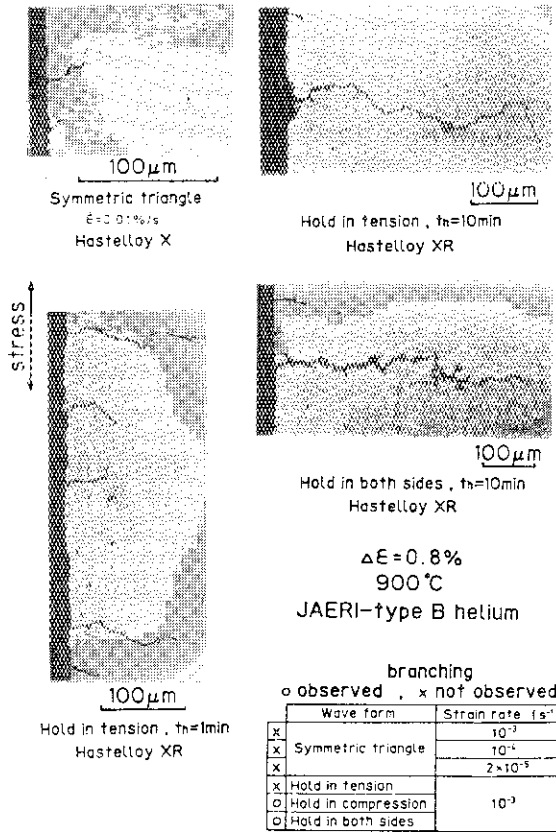 100μm
Symmetric triangle
ε̇=0.01%/s
Hastelloy X
100μm
Hold in tension , th=10min
Hastelloy XR
stress
100μm
Hold in tension , th=1min
Hastelloy XR
100μm
Hold in both sides , th=10min
Hastelloy XR
Δε=0.8%
900°C
JAERI-type B helium
branching
o observed , x not observed
Wave form Strain rate (s⁻¹
x Symmetric triangle 10⁻³
x 10⁻⁴
x 2×10⁻⁵
x Hold in tension 10⁻³
o Hold in compression
o Hold in both sides